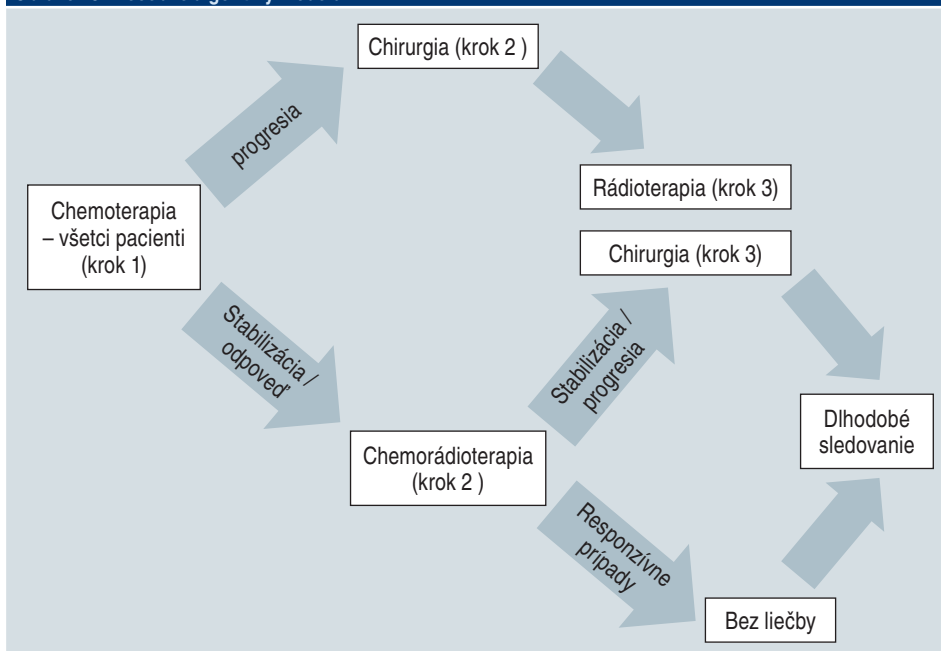 Chirurgia (krok 2 )
progresia
Rádioterapia (krok 3)
Chemoterapia
– všetci pacienti
(krok 1)
Chirurgia (krok 3)
Stabilizácia /
odpoveď
Stabilizácia /
progresia
Dlhodobé
sledovanie
Chemorádioterapia
(krok 2 )
Responzívne
prípady
Bez liečby